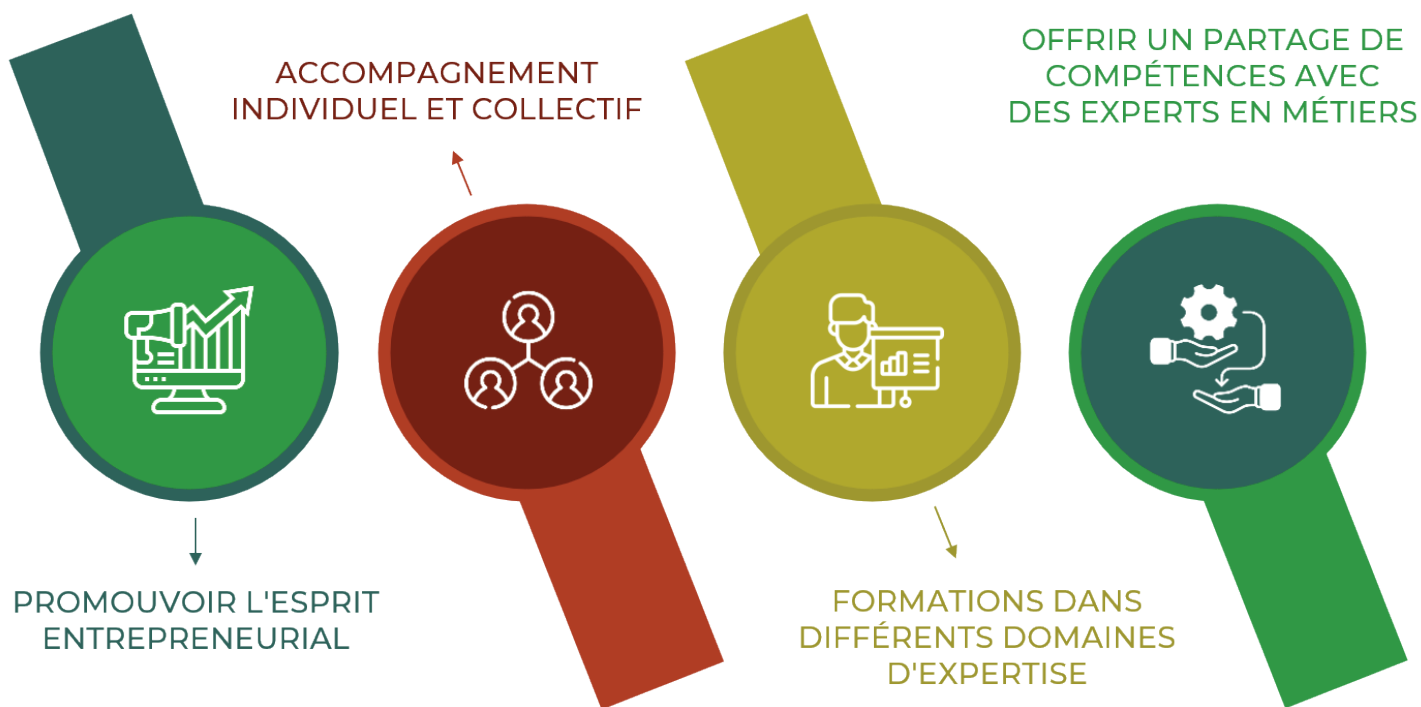 PROMOUVOIR L'ESPRIT
ENTREPRENEURIAL
ACCOMPAGNEMENT
INDIVIDUEL ET COLLECTIF
FORMATIONS DANS
DIFFÉRENTS DOMAINES
D'EXPERTISE
OFFRIR UN PARTAGE DE
COMPÉTENCES AVEC
DES EXPERTS EN MÉTIERS